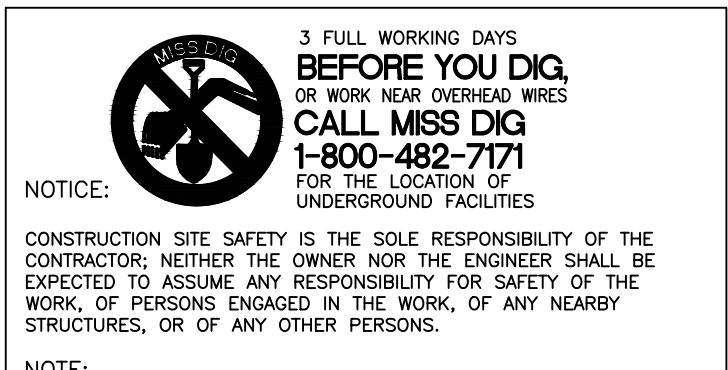 MISS DIG
3 FULL WORKING DAYS
BEFORE YOU DIG,
OR WORK NEAR OVERHEAD WIRES
CALL MISS DIG
1-800-482-7171
FOR THE LOCATION OF
UNDERGROUND FACILITIES
NOTICE:
CONSTRUCTION SITE SAFETY IS THE SOLE RESPONSIBILITY OF THE
CONTRACTOR; NEITHER THE OWNER NOR THE ENGINEER SHALL BE
EXPECTED TO ASSUME ANY RESPONSIBILITY FOR SAFETY OF THE
WORK, OF PERSONS ENGAGED IN THE WORK, OF ANY NEARBY
STRUCTURES, OR OF ANY OTHER PERSONS.
NOTE: